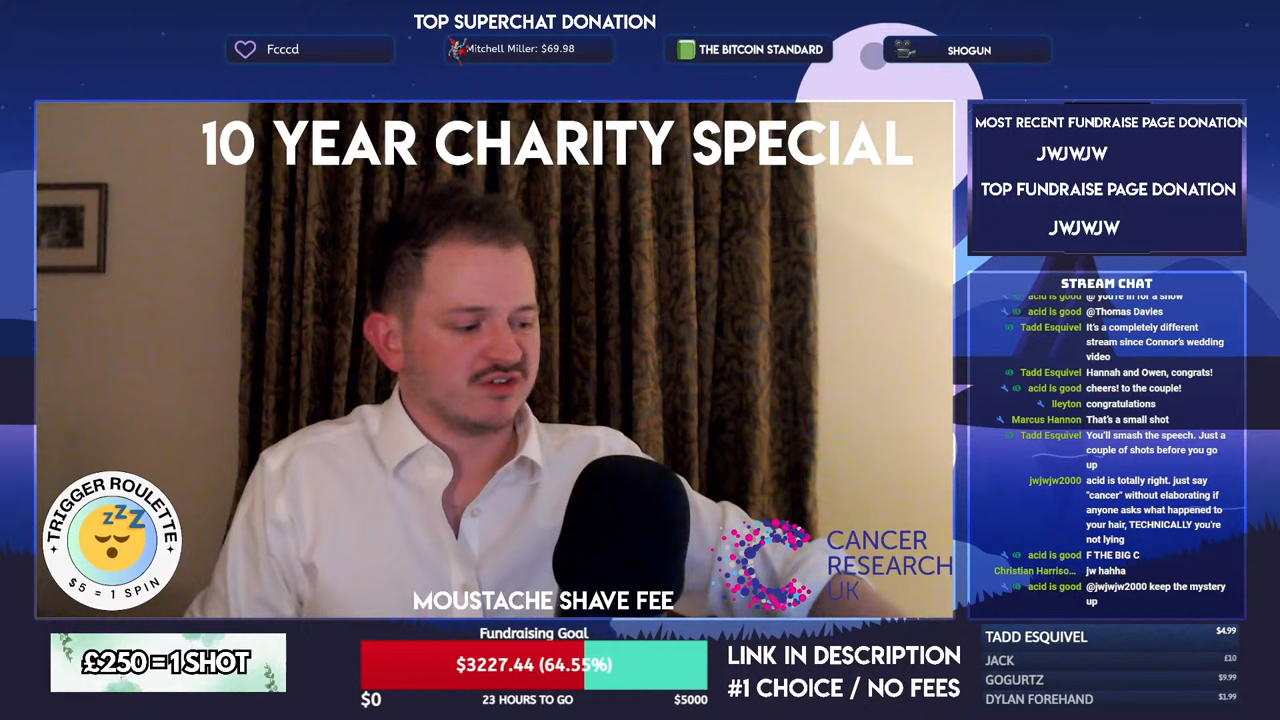 TOP SUPERCHAT DONATION
Fcccd
Mitchell Miller: $69.98
THE BITCOIN STANDARD
SHOGUN
10 YEAR CHARITY SPECIAL
MOST RECENT FUNDRAISE PAGE DONATION
JWJWJW
TOP FUNDRAISE PAGE DONATION
JWJWJW
STREAM CHAT
acid is good @ you're in for a show
acid is good @Thomas Davies
Tadd Esquivel It's a completely different
stream since Connor's wedding
video
Tadd Esquivel Hannah and Owen, congrats!
acid is good cheers! to the couple!
lleyton congratulations
Marcus Hannon That's a small shot
Tadd Esquivel You'll smash the speech. Just a
couple of shots before you go
up
jwjwjw2000 acid is totally right. just say
"cancer" without elaborating if
anyone asks what happened to
your hair, TECHNICALLY you're
not lying
acid is good F THE BIG C
Christian Harriso... jw hahha
acid is good @jwjwjw2000 keep the mystery
up
TRIGGER ROULETTE
zzz
$5 = 1 SPIN
CANCER
RESEARCH
UK
MOUSTACHE SHAVE FEE
£250 = 1 SHOT
Fundraising Goal
$3227.44 (64.55%)
$0
23 HOURS TO GO
$5000
LINK IN DESCRIPTION
#1 CHOICE / NO FEES
TADD ESQUIVEL $4.99
JACK £10
GOGURTZ $9.99
DYLAN FOREHAND $1.99